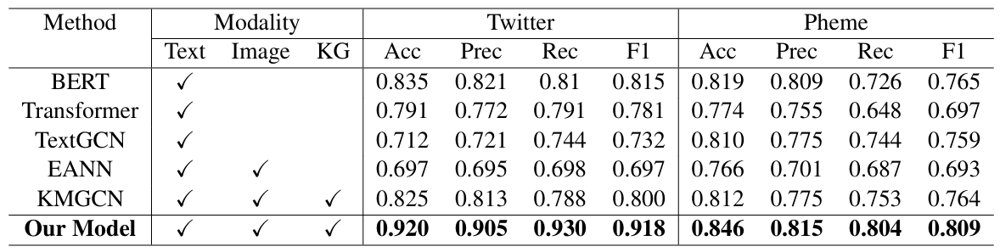 Method Modality Twitter Pheme
Text Image KG Acc Prec Rec F1 Acc Prec Rec F1
BERT ✓ 0.835 0.821 0.81 0.815 0.819 0.809 0.726 0.765
Transformer ✓ 0.791 0.772 0.791 0.781 0.774 0.755 0.648 0.697
TextGCN ✓ 0.712 0.721 0.744 0.732 0.810 0.775 0.744 0.759
EANN ✓ ✓ 0.697 0.695 0.698 0.697 0.766 0.701 0.687 0.693
KMGCN ✓ ✓ ✓ 0.825 0.813 0.788 0.800 0.812 0.775 0.753 0.764
Our Model ✓ ✓ ✓ 0.920 0.905 0.930 0.918 0.846 0.815 0.804 0.809